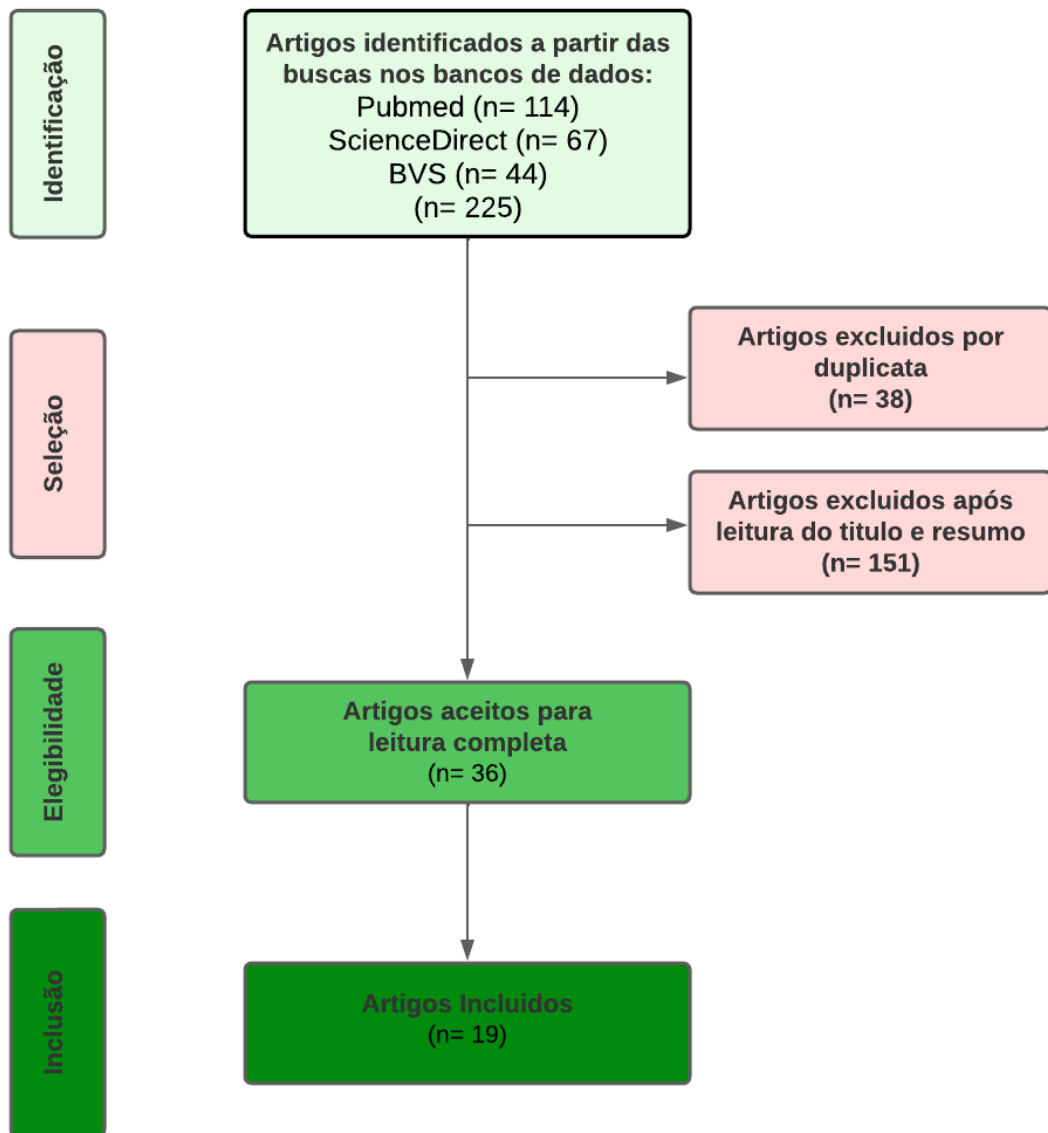 Identificação
Artigos identificados a partir das
buscas nos bancos de dados:
Pubmed (n= 114)
ScienceDirect (n= 67)
BVS (n= 44)
(n= 225)
Seleção
Artigos excluidos por
duplicata
(n= 38)
Artigos excluidos após
leitura do titulo e resumo
(n= 151)
Elegibilidade
Artigos aceitos para
leitura completa
(n= 36)
Inclusão
Artigos Incluidos
(n= 19)